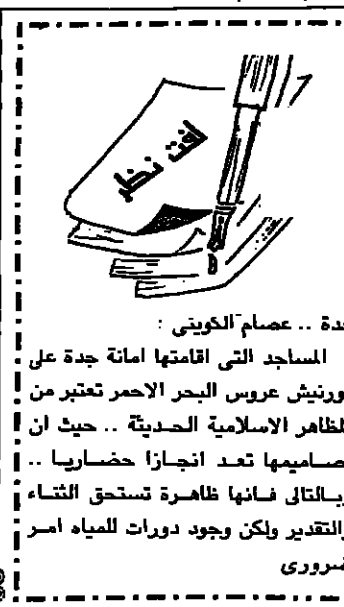 لفت نظر
جدة .. عصام الكويتى :
المساجد التى اقامتها امانة جدة على
كورنيش عروس البحر الاحمر تعتبر من
المظاهر الاسلامية الحديثة .. حيث ان
تصاميمها تعد انجازا حضاريا ..
وبالتالى فانها ظاهرة تستحق الثناء
والتقدير ولكن وجود دورات للمياه امر
ضرورى